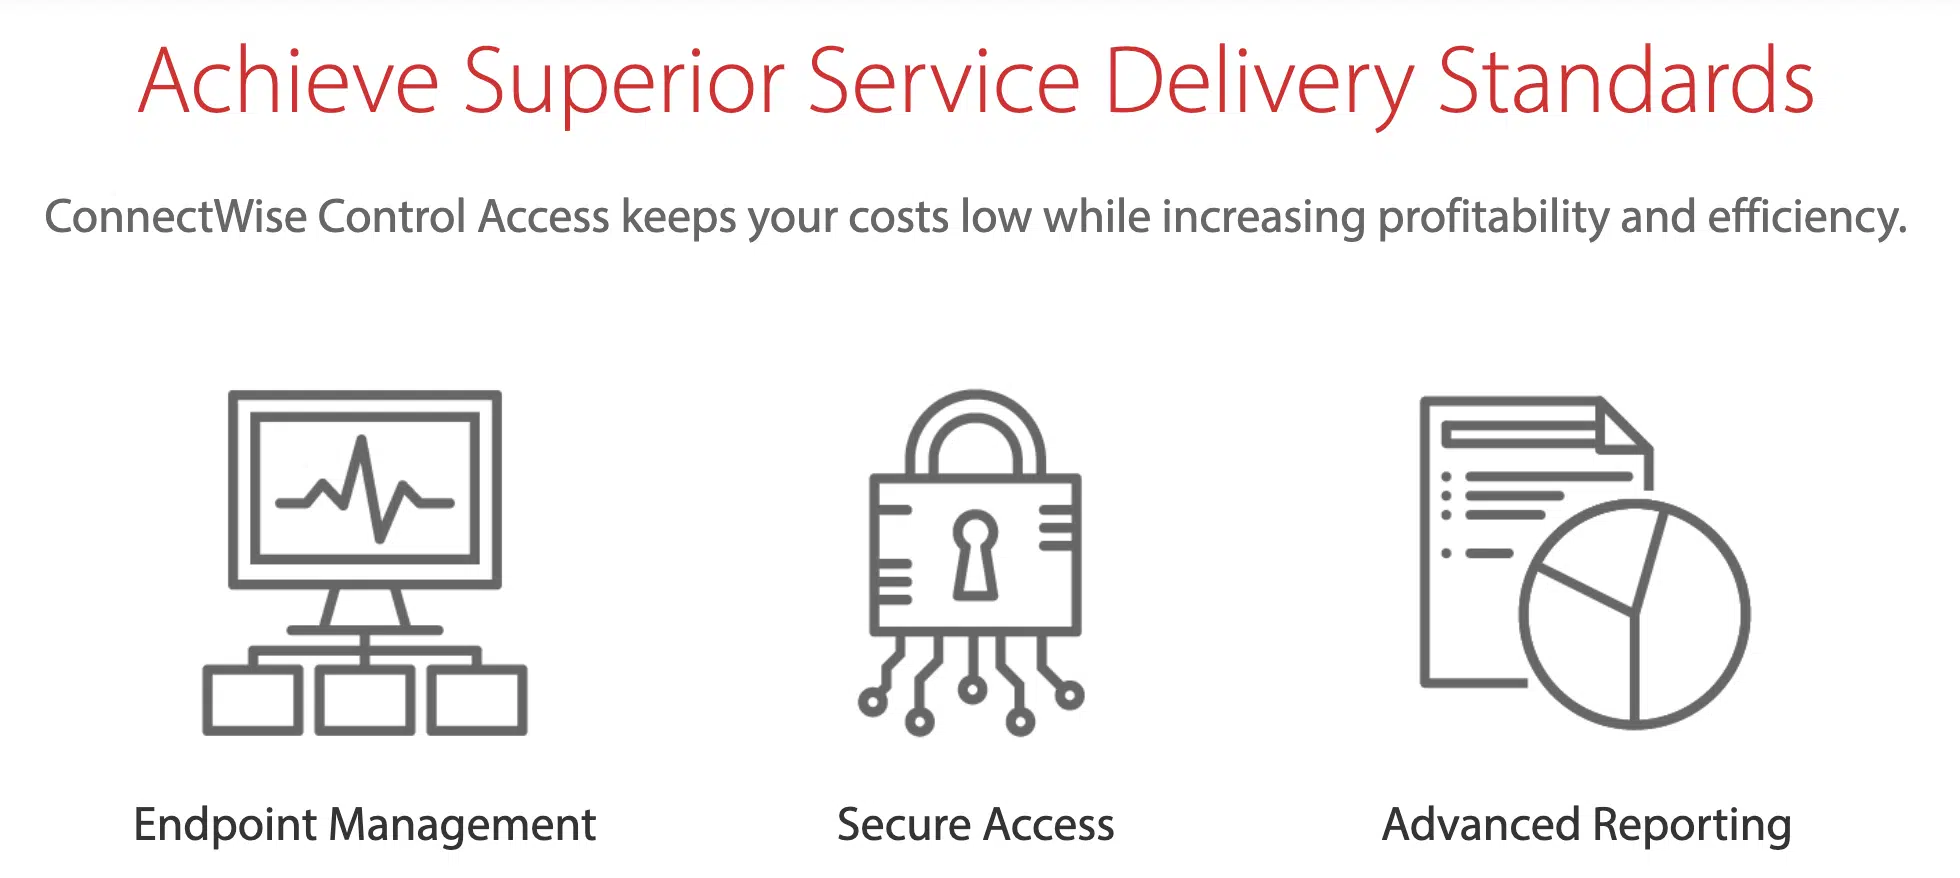 Achieve Superior Service Delivery Standards
ConnectWise Control Access keeps your costs low while increasing profitability and efficiency.
Endpoint Management
Secure Access
Advanced Reporting